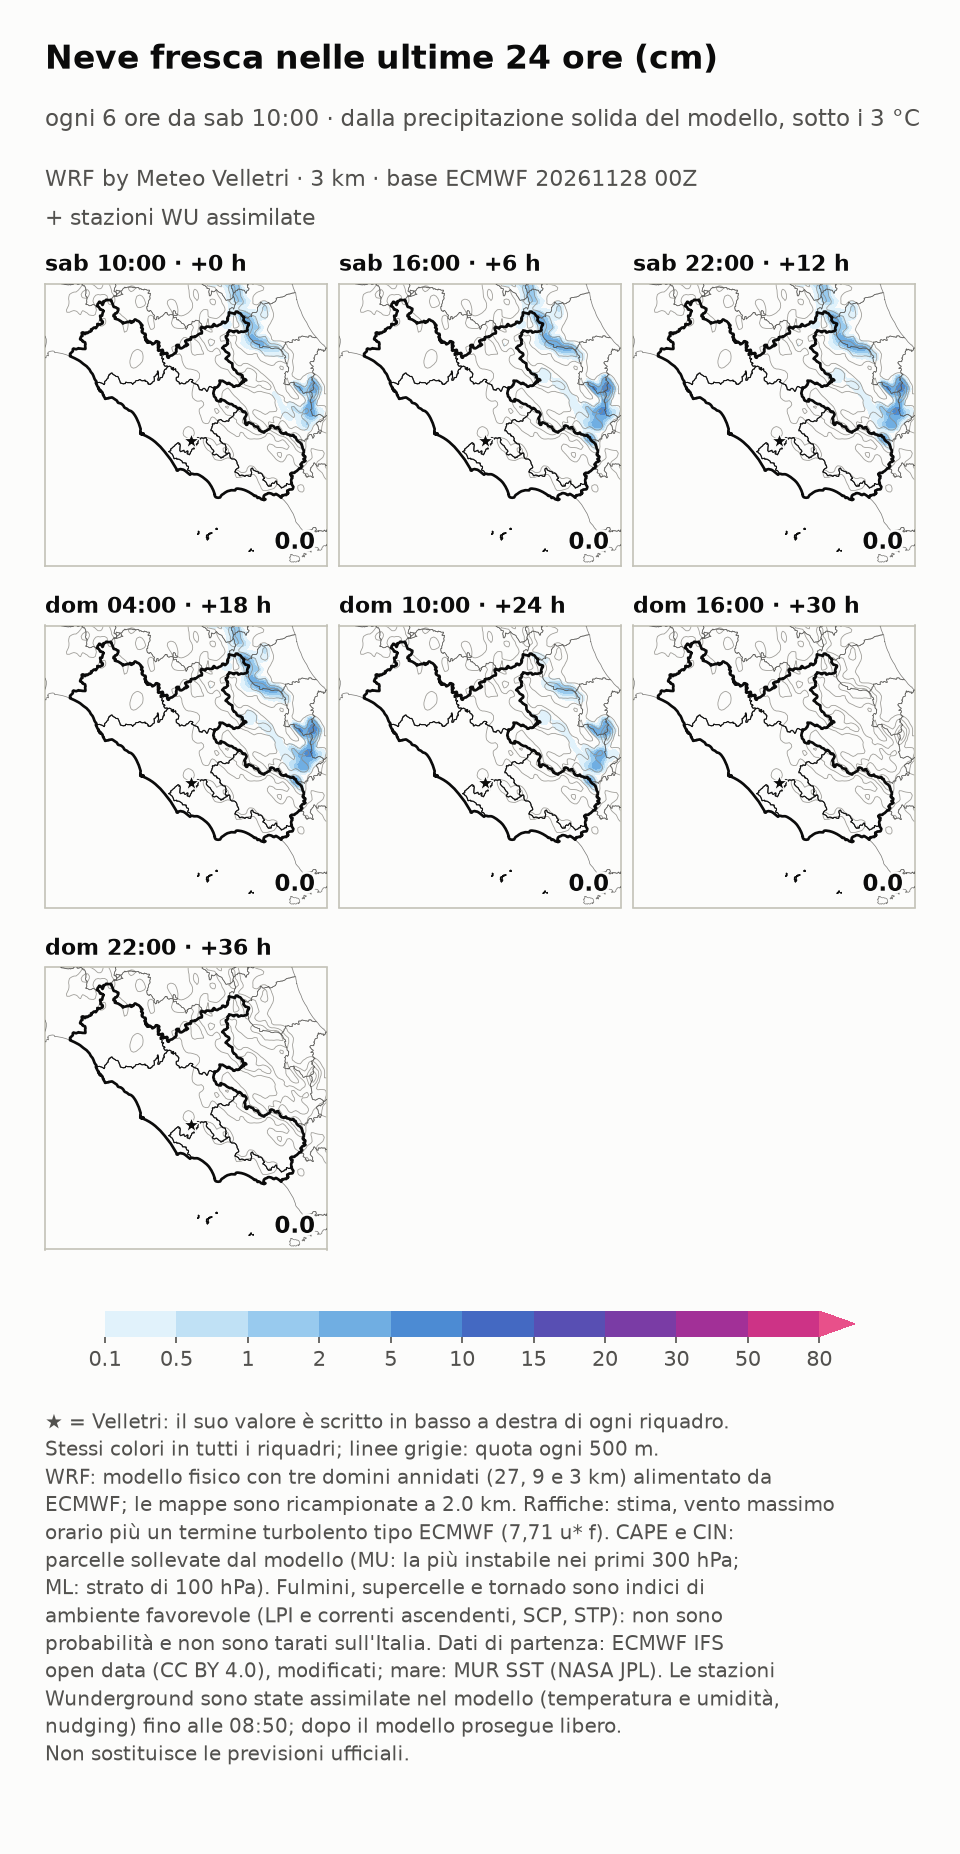 Neve fresca nelle ultime 24 ore (cm)
ogni 6 ore da sab 10:00 · dalla precipitazione solida del modello, sotto i 3 °C
WRF by Meteo Velletri · 3 km · base ECMWF 20261128 00Z
+ stazioni WU assimilate
sab 10:00 · +0 h
sab 16:00 · +6 h
sab 22:00 · +12 h
0.0
0.0
0.0
dom 04:00 · +18 h
dom 10:00 · +24 h
dom 16:00 · +30 h
0.0
0.0
0.0
dom 22:00 · +36 h
0.0
0.1 0.5 1 2 5 10 15 20 30 50 80
★ = Velletri: il suo valore è scritto in basso a destra di ogni riquadro.
Stessi colori in tutti i riquadri; linee grigie: quota ogni 500 m.
WRF: modello fisico con tre domini annidati (27, 9 e 3 km) alimentato da
ECMWF; le mappe sono ricampionate a 2.0 km. Raffiche: stima, vento massimo
orario più un termine turbolento tipo ECMWF (7,71 u* f). CAPE e CIN:
parcelle sollevate dal modello (MU: la più instabile nei primi 300 hPa;
ML: strato di 100 hPa). Fulmini, supercelle e tornado sono indici di
ambiente favorevole (LPI e correnti ascendenti, SCP, STP): non sono
probabilità e non sono tarati sull'Italia. Dati di partenza: ECMWF IFS
open data (CC BY 4.0), modificati; mare: MUR SST (NASA JPL). Le stazioni
Wunderground sono state assimilate nel modello (temperatura e umidità,
nudging) fino alle 08:50; dopo il modello prosegue libero.
Non sostituisce le previsioni ufficiali.